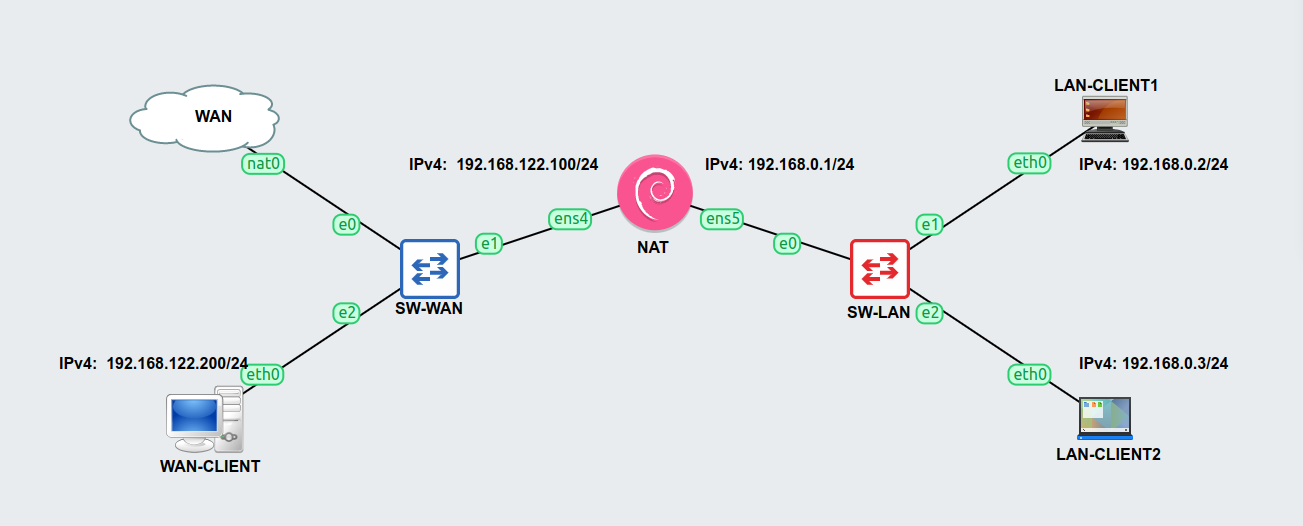 LAN-CLIENT1
WAN
nat0
IPv4:  192.168.122.100/24
IPv4: 192.168.0.1/24
eth0
IPv4: 192.168.0.2/24
e0
ens4
ens5
e1
e1
NAT
e0
SW-WAN
SW-LAN
e2
e2
IPv4:  192.168.122.200/24
eth0
eth0
IPv4: 192.168.0.3/24
WAN-CLIENT
LAN-CLIENT2